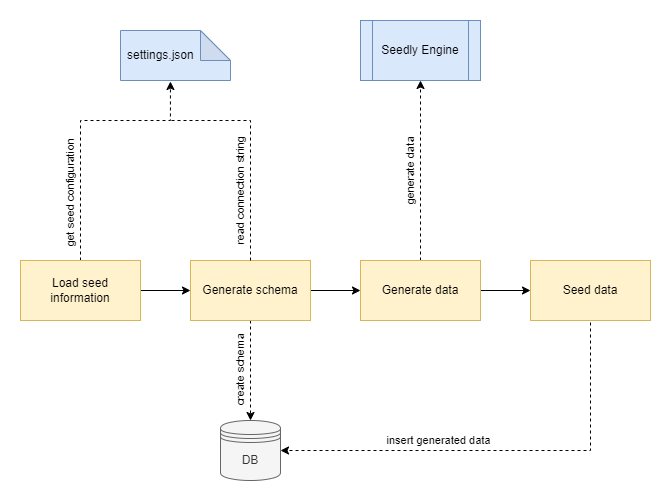 settings.json
Seedly Engine
get seed configuration
read connection string
generate data
Load seed
information
Generate schema
Generate data
Seed data
create schema
insert generated data
DB